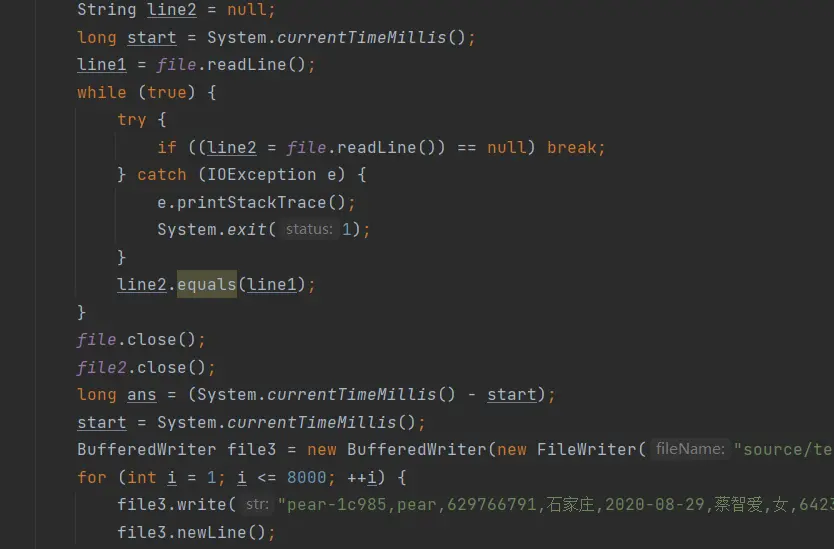 String line2 = null;
long start = System.currentTimeMillis();
line1 = file.readLine();
while (true) {
try {
if ((line2 = file.readLine()) == null) break;
} catch (IOException e) {
e.printStackTrace();
System.exit( status: 1);
}
line2.equals(line1);
}
file.close();
file2.close();
long ans = (System.currentTimeMillis() - start);
start = System.currentTimeMillis();
BufferedWriter file3 = new BufferedWriter(new FileWriter( fileName: "source/te
for (int i = 1; i <= 8000; ++i) {
file3.write( str: "pear-1c985,pear,629766791,石家庄,2020-08-29,蔡智爱,女,6423
file3.newLine();